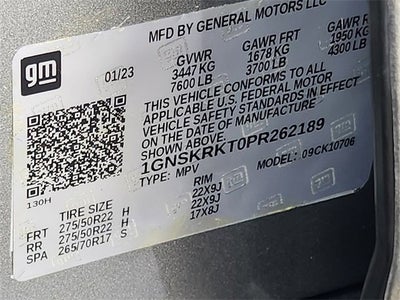 MFD BY GENERAL MOTORS LLC
gm
01/23
GVWR GAWR FRT GAWR RR
3447 KG 1678 KG 1950 KG
7600 LB 3700 LB 4300 LB
THIS VEHICLE CONFORMS TO ALL
APPLICABLE U.S. FEDERAL MOTOR
VEHICLE SAFETY STANDARDS IN EFFECT
ON THE DATE OF MANUFACTURE
SHOWN ABOVE.
1GNSKRKT0PR262189
TYPE: MPV MODEL: 09CK10706
130H
TIRE SIZE RIM
FRT 275/50R22 H 22X9J
RR 275/50R22 H 22X9J
SPA 265/70R17 S 17X8J